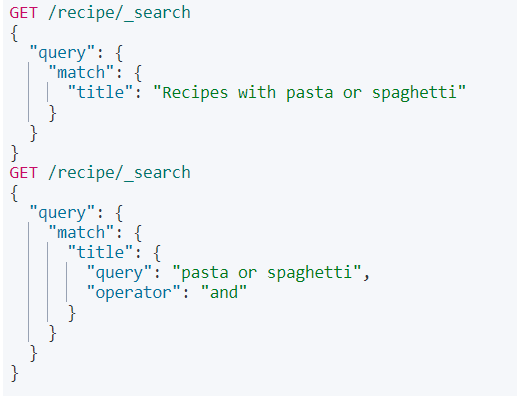 GET /recipe/_search
{
  "query": {
    "match": {
      "title": "Recipes with pasta or spaghetti"
    }
  }
}
GET /recipe/_search
{
  "query": {
    "match": {
      "title": {
        "query": "pasta or spaghetti",
        "operator": "and"
      }
    }
  }
}